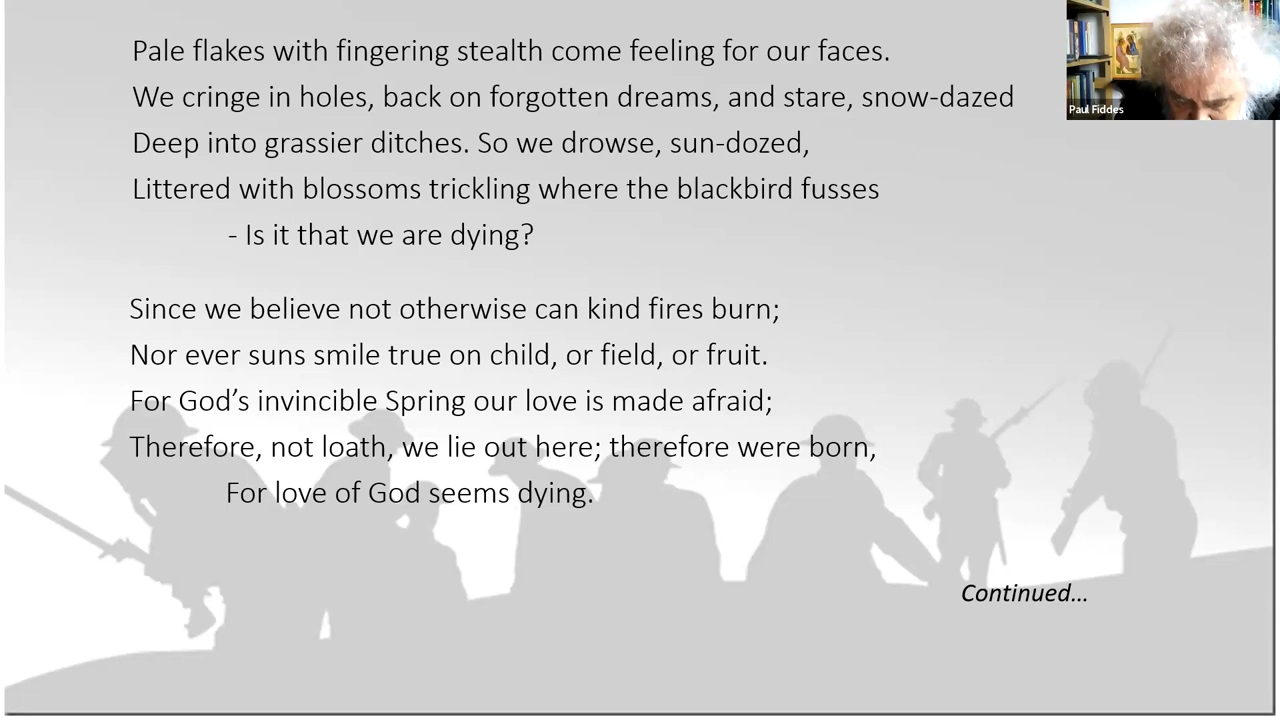 Pale flakes with fingering stealth come feeling for our faces.
We cringe in holes, back on forgotten dreams, and stare, snow-dazed
Deep into grassier ditches. So we drowse, sun-dozed,
Littered with blossoms trickling where the blackbird fusses
- Is it that we are dying?
Since we believe not otherwise can kind fires burn;
Nor ever suns smile true on child, or field, or fruit.
For God’s invincible Spring our love is made afraid;
Therefore, not loath, we lie out here; therefore were born,
For love of God seems dying.
Continued…
Paul Fiddes